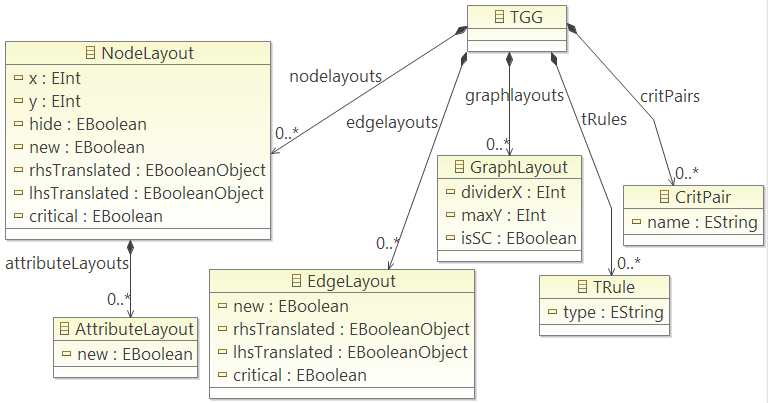 TGG
NodeLayout
x : EInt
y : EInt
hide : EBoolean
new : EBoolean
rhsTranslated : EBooleanObject
lhsTranslated : EBooleanObject
critical : EBoolean
nodelayouts
0..*
edgelayouts
0..*
graphlayouts
0..*
tRules
0..*
critPairs
0..*
GraphLayout
dividerX : EInt
maxY : EInt
isSC : EBoolean
CritPair
name : EString
attributeLayouts
0..*
AttributeLayout
new : EBoolean
EdgeLayout
new : EBoolean
rhsTranslated : EBooleanObject
lhsTranslated : EBooleanObject
critical : EBoolean
TRule
type : EString